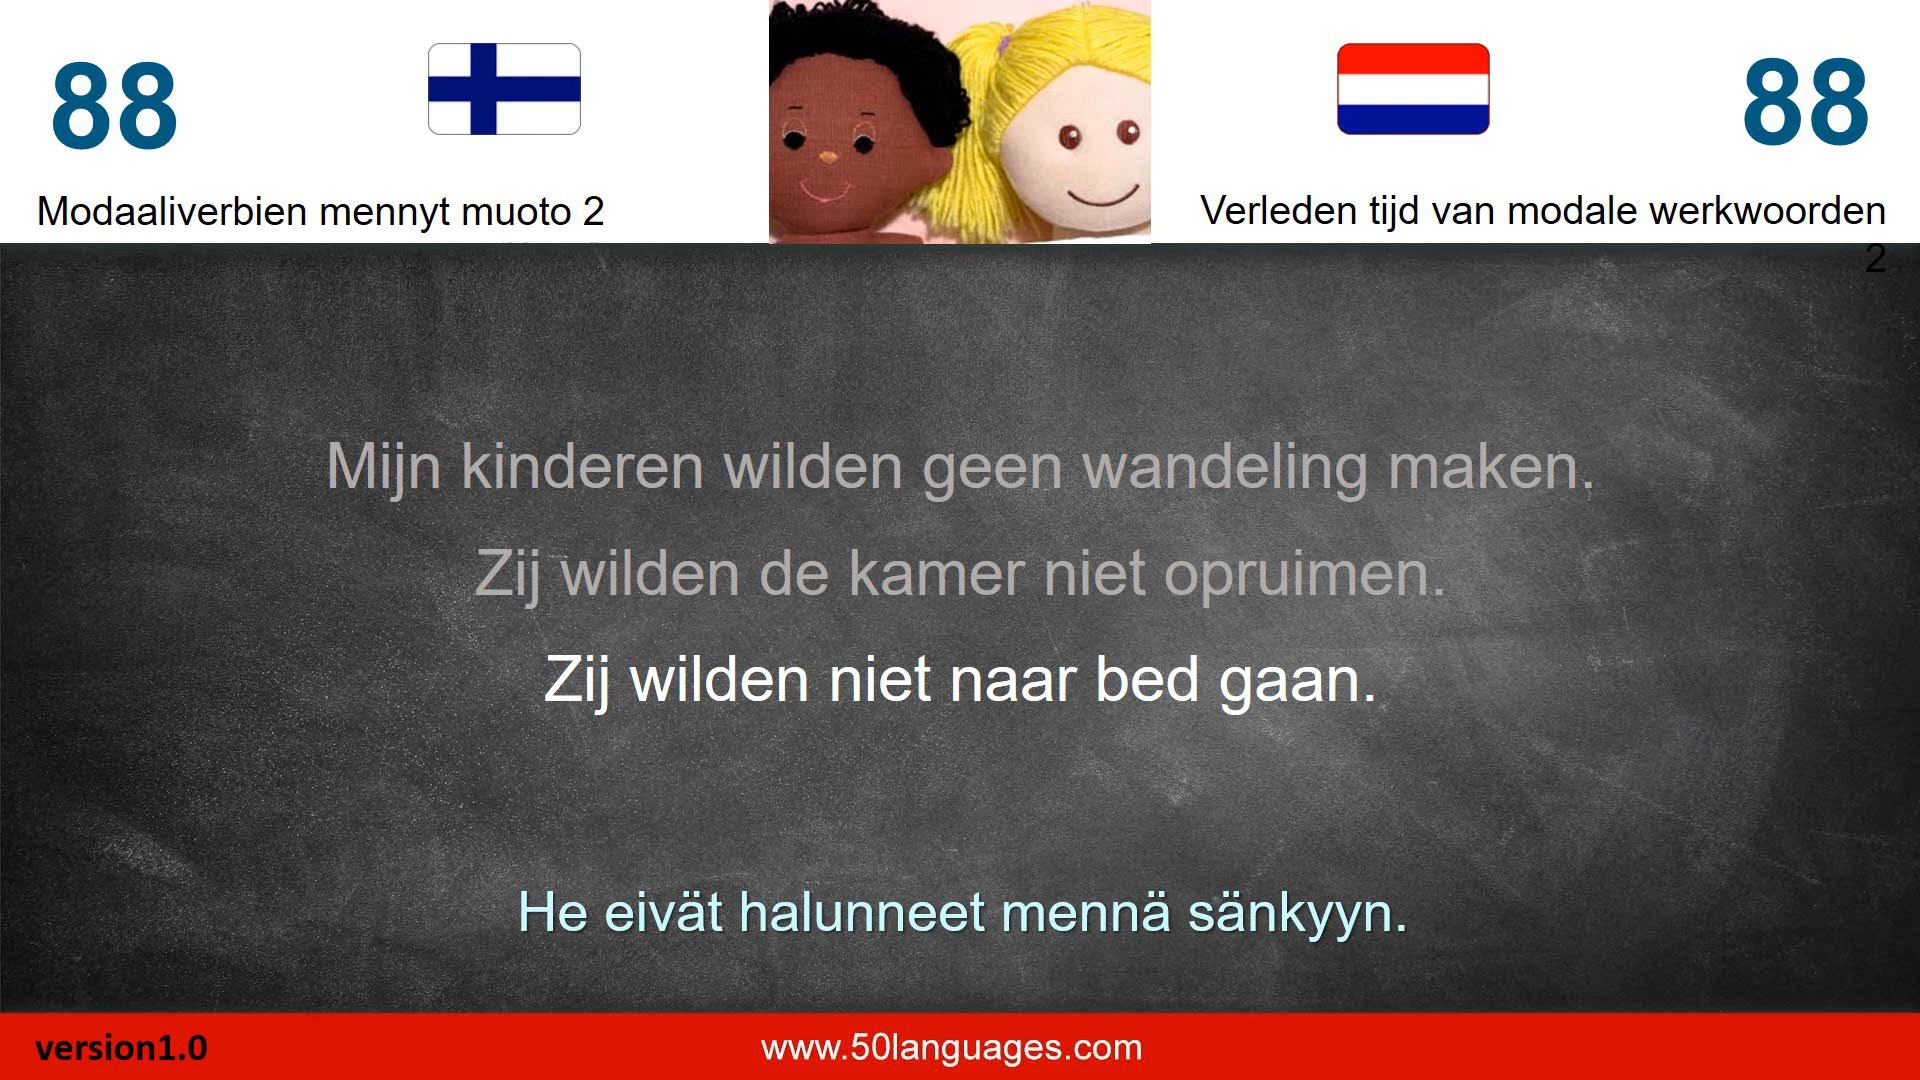 88
88
Modaaliverbien mennyt muoto 2
Verleden tijd van modale werkwoorden
2
Mijn kinderen wilden geen wandeling maken.
Zij wilden de kamer niet opruimen.
Zij wilden niet naar bed gaan.
He eivät halunneet mennä sänkyyn.
version1.0
www.50languages.com